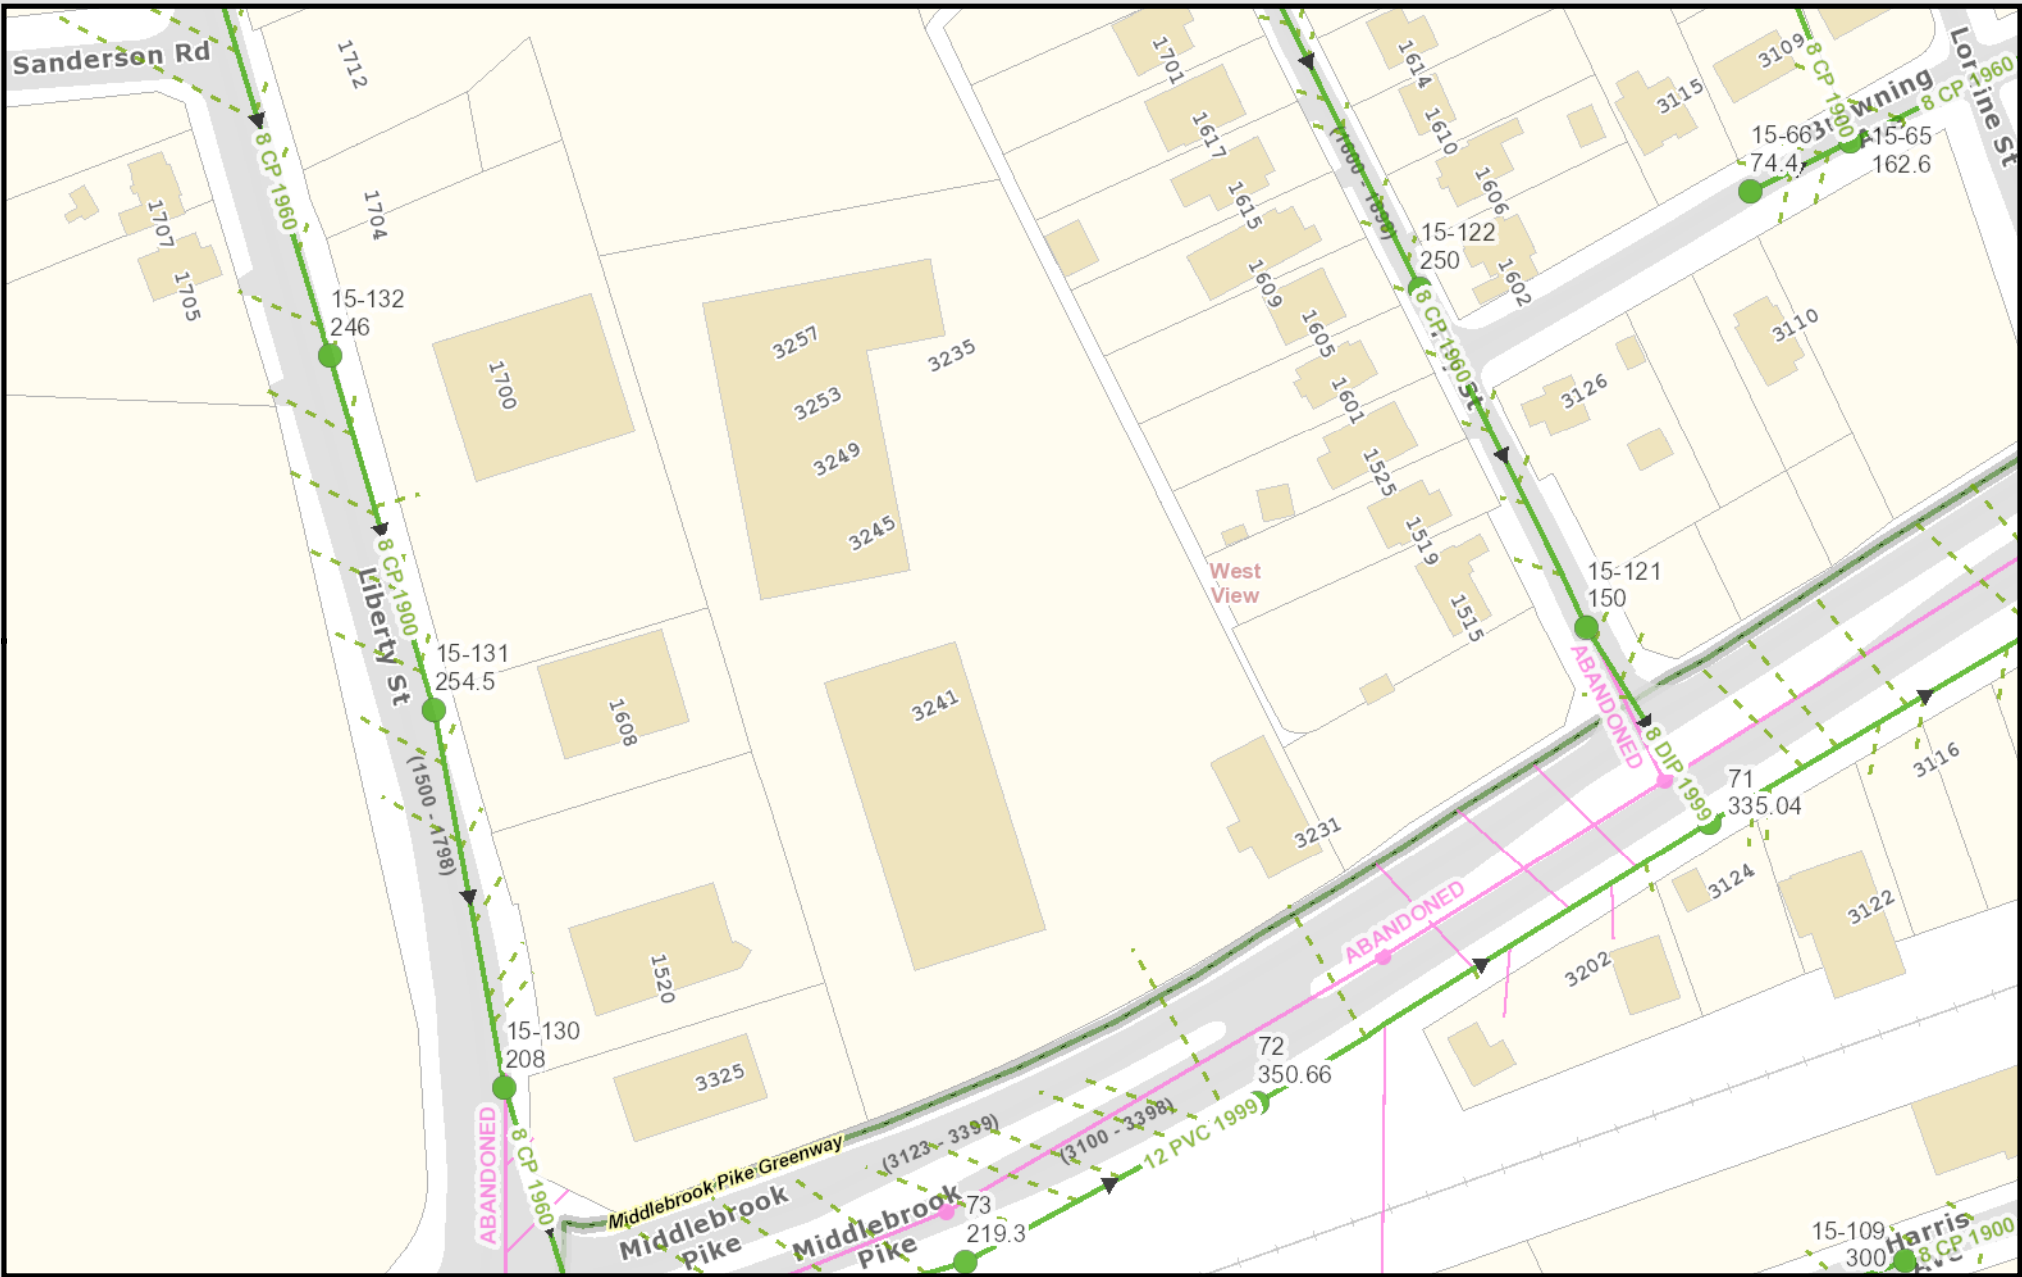 Sanderson Rd
1712
1701
1614
3109
8 CP 1900
Lorraine St
8 CP 1960
3115
Browning
15-66
74.4
15-65
162.6
8 CP 1960
1617
1610
(1600 - 1898)
1707
1704
1615
1606
15-122
250
1705
15-132
246
1609
1602
3257
3235
1605
8 CP 1960
St
3110
1700
3253
1601
3126
3249
1525
3245
1519
8 CP 1900
Liberty St
West
View
1515
15-121
150
15-131
254.5
1608
3241
ABANDONED
8 DIP 1999
(1500 - 1798)
71
335.04
3116
3231
3124
3122
ABANDONED
1520
3202
15-130
208
72
350.66
3325
ABANDONED
8 CP 1960
Middlebrook Pike Greenway
(3123 - 3399)
(3100 - 3398)
12 PVC 1999
Middlebrook
Pike
Middlebrook
Pike
73
219.3
15-109
300
Harris
Ave
8 CP 1900